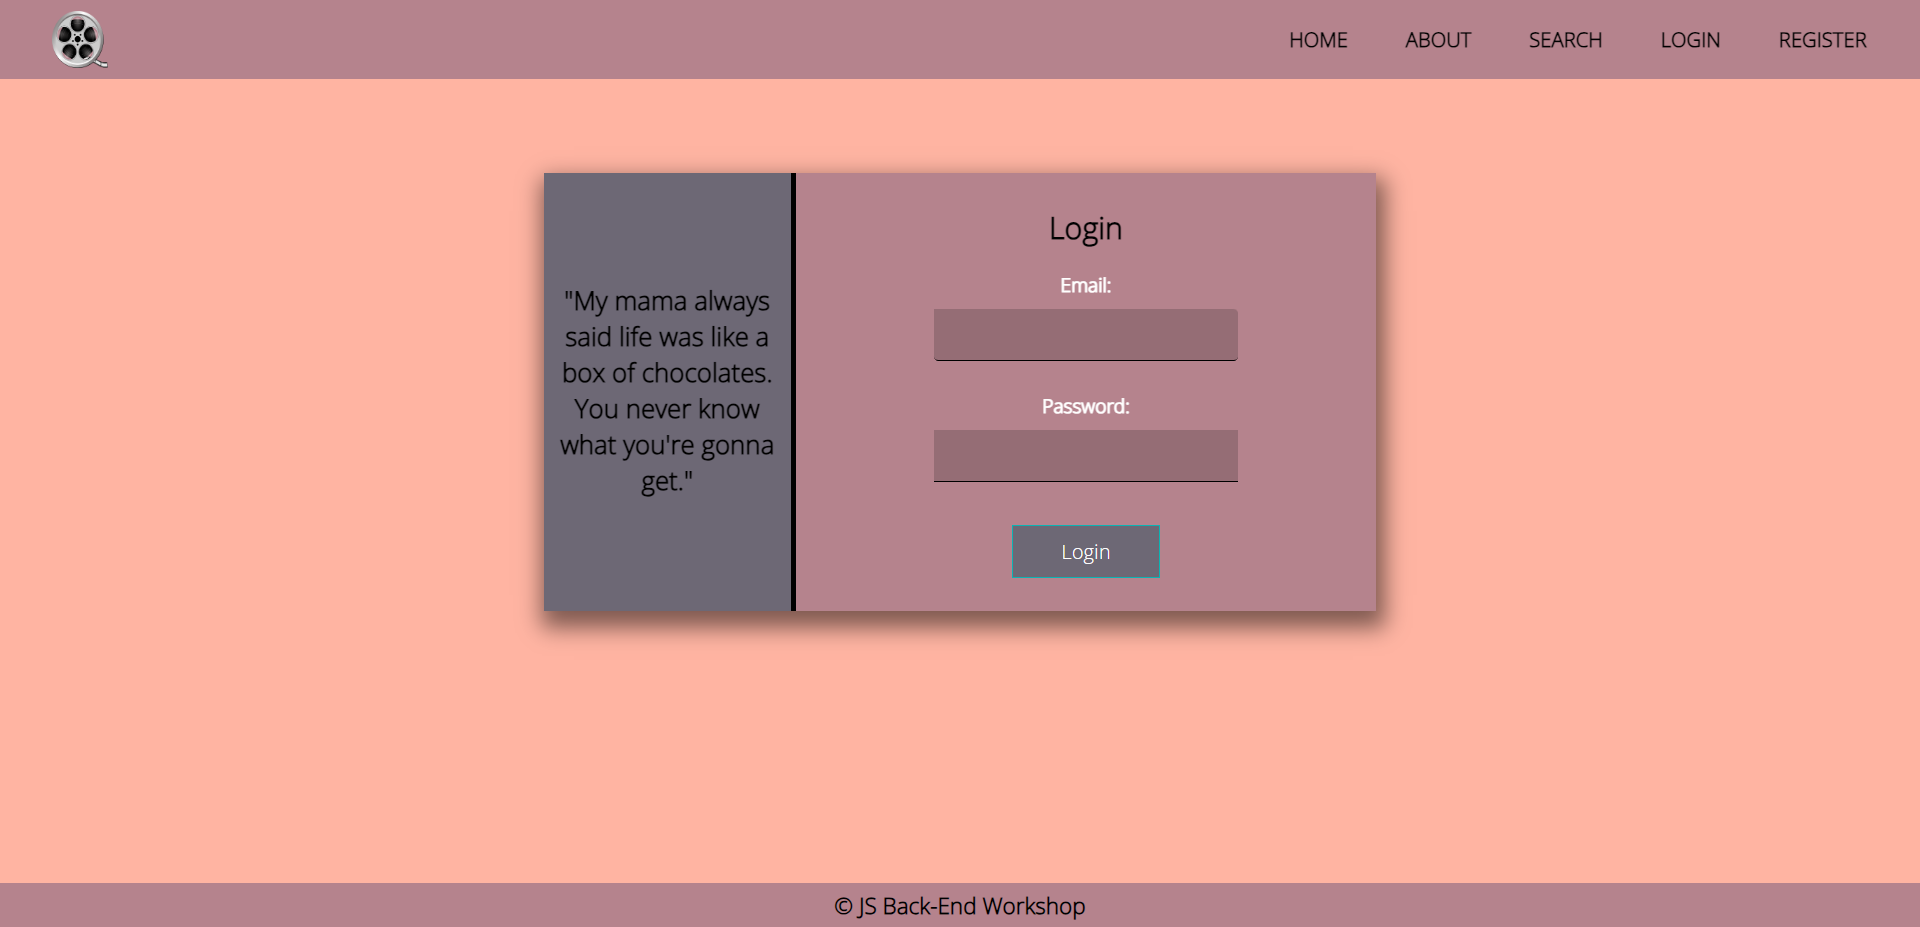 HOME ABOUT SEARCH LOGIN REGISTER
"My mama always
said life was like a
box of chocolates.
You never know
what you're gonna
get."
Login
Email:
Password:
Login
© JS Back-End Workshop